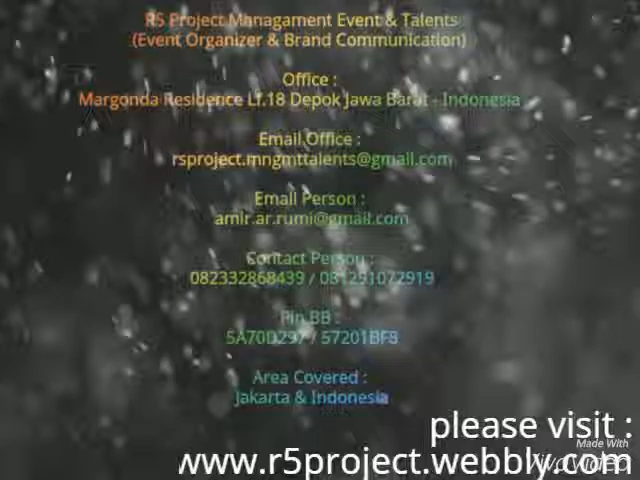 R5 Project Managament Event & Talents
(Event Organizer & Brand Communication)
Office :
Margonda Residence Lt.18 Depok Jawa Barat - Indonesia
Email Office :
rsproject.mngmttalents@gmail.com
Email Person :
amir.ar.rumi@gmail.com
Contact Person :
082332868439 / 081291072919
Pin BB :
5A70D297 / 57201BF8
Area Covered :
Jakarta & Indonesia
please visit :
Made With
www.r5project.webbly.com